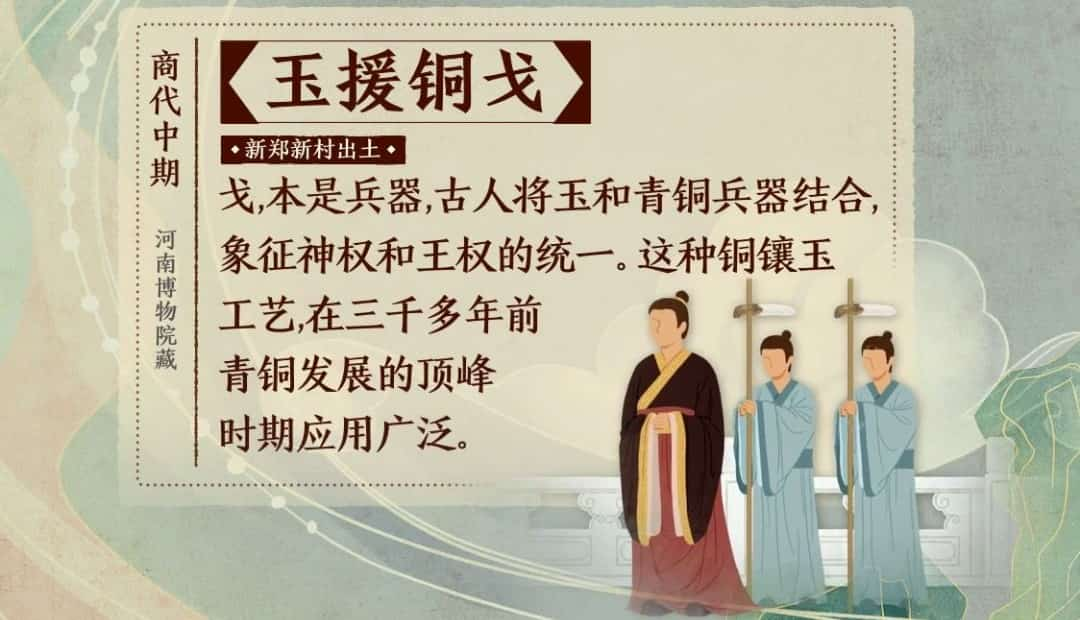 商代中期
河南博物院藏
玉援铜戈
新郑新村出土
戈,本是兵器,古人将玉和青铜兵器结合,
象征神权和王权的统一。这种铜镶玉
工艺,在三千多年前
青铜发展的顶峰
时期应用广泛。